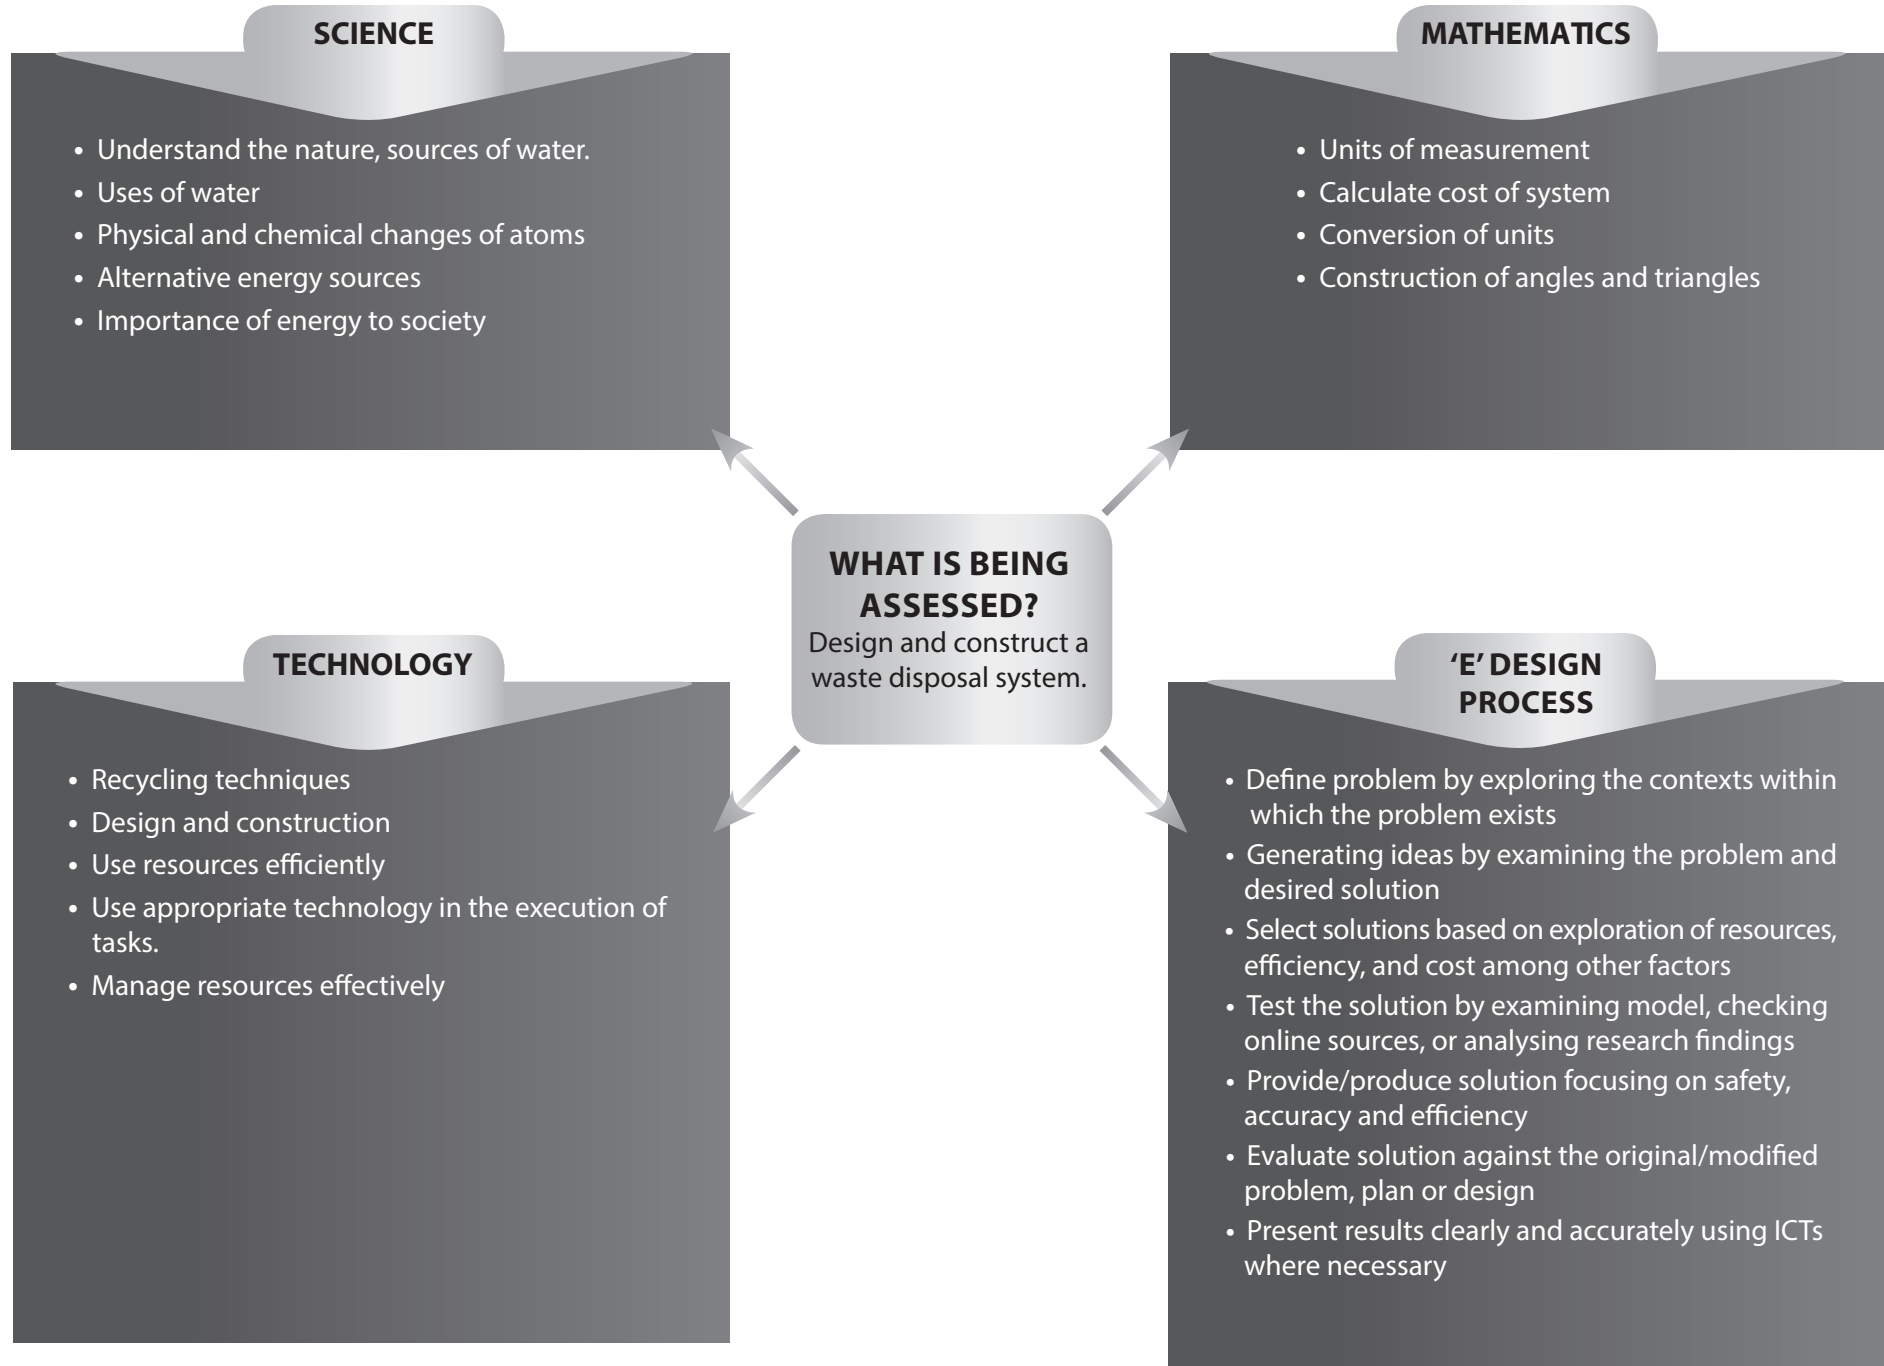 SCIENCE
• Understand the nature, sources of water.
• Uses of water
• Physical and chemical changes of atoms
• Alternative energy sources
• Importance of energy to society
MATHEMATICS
• Units of measurement
• Calculate cost of system
• Conversion of units
• Construction of angles and triangles
WHAT IS BEING
ASSESSED?
Design and construct a
waste disposal system.
TECHNOLOGY
• Recycling techniques
• Design and construction
• Use resources efficiently
• Use appropriate technology in the execution of
tasks.
• Manage resources effectively
‘E’ DESIGN
PROCESS
• Define problem by exploring the contexts within
which the problem exists
• Generating ideas by examining the problem and
desired solution
• Select solutions based on exploration of resources,
efficiency, and cost among other factors
• Test the solution by examining model, checking
online sources, or analysing research findings
• Provide/produce solution focusing on safety,
accuracy and efficiency
• Evaluate solution against the original/modified
problem, plan or design
• Present results clearly and accurately using ICTs
where necessary